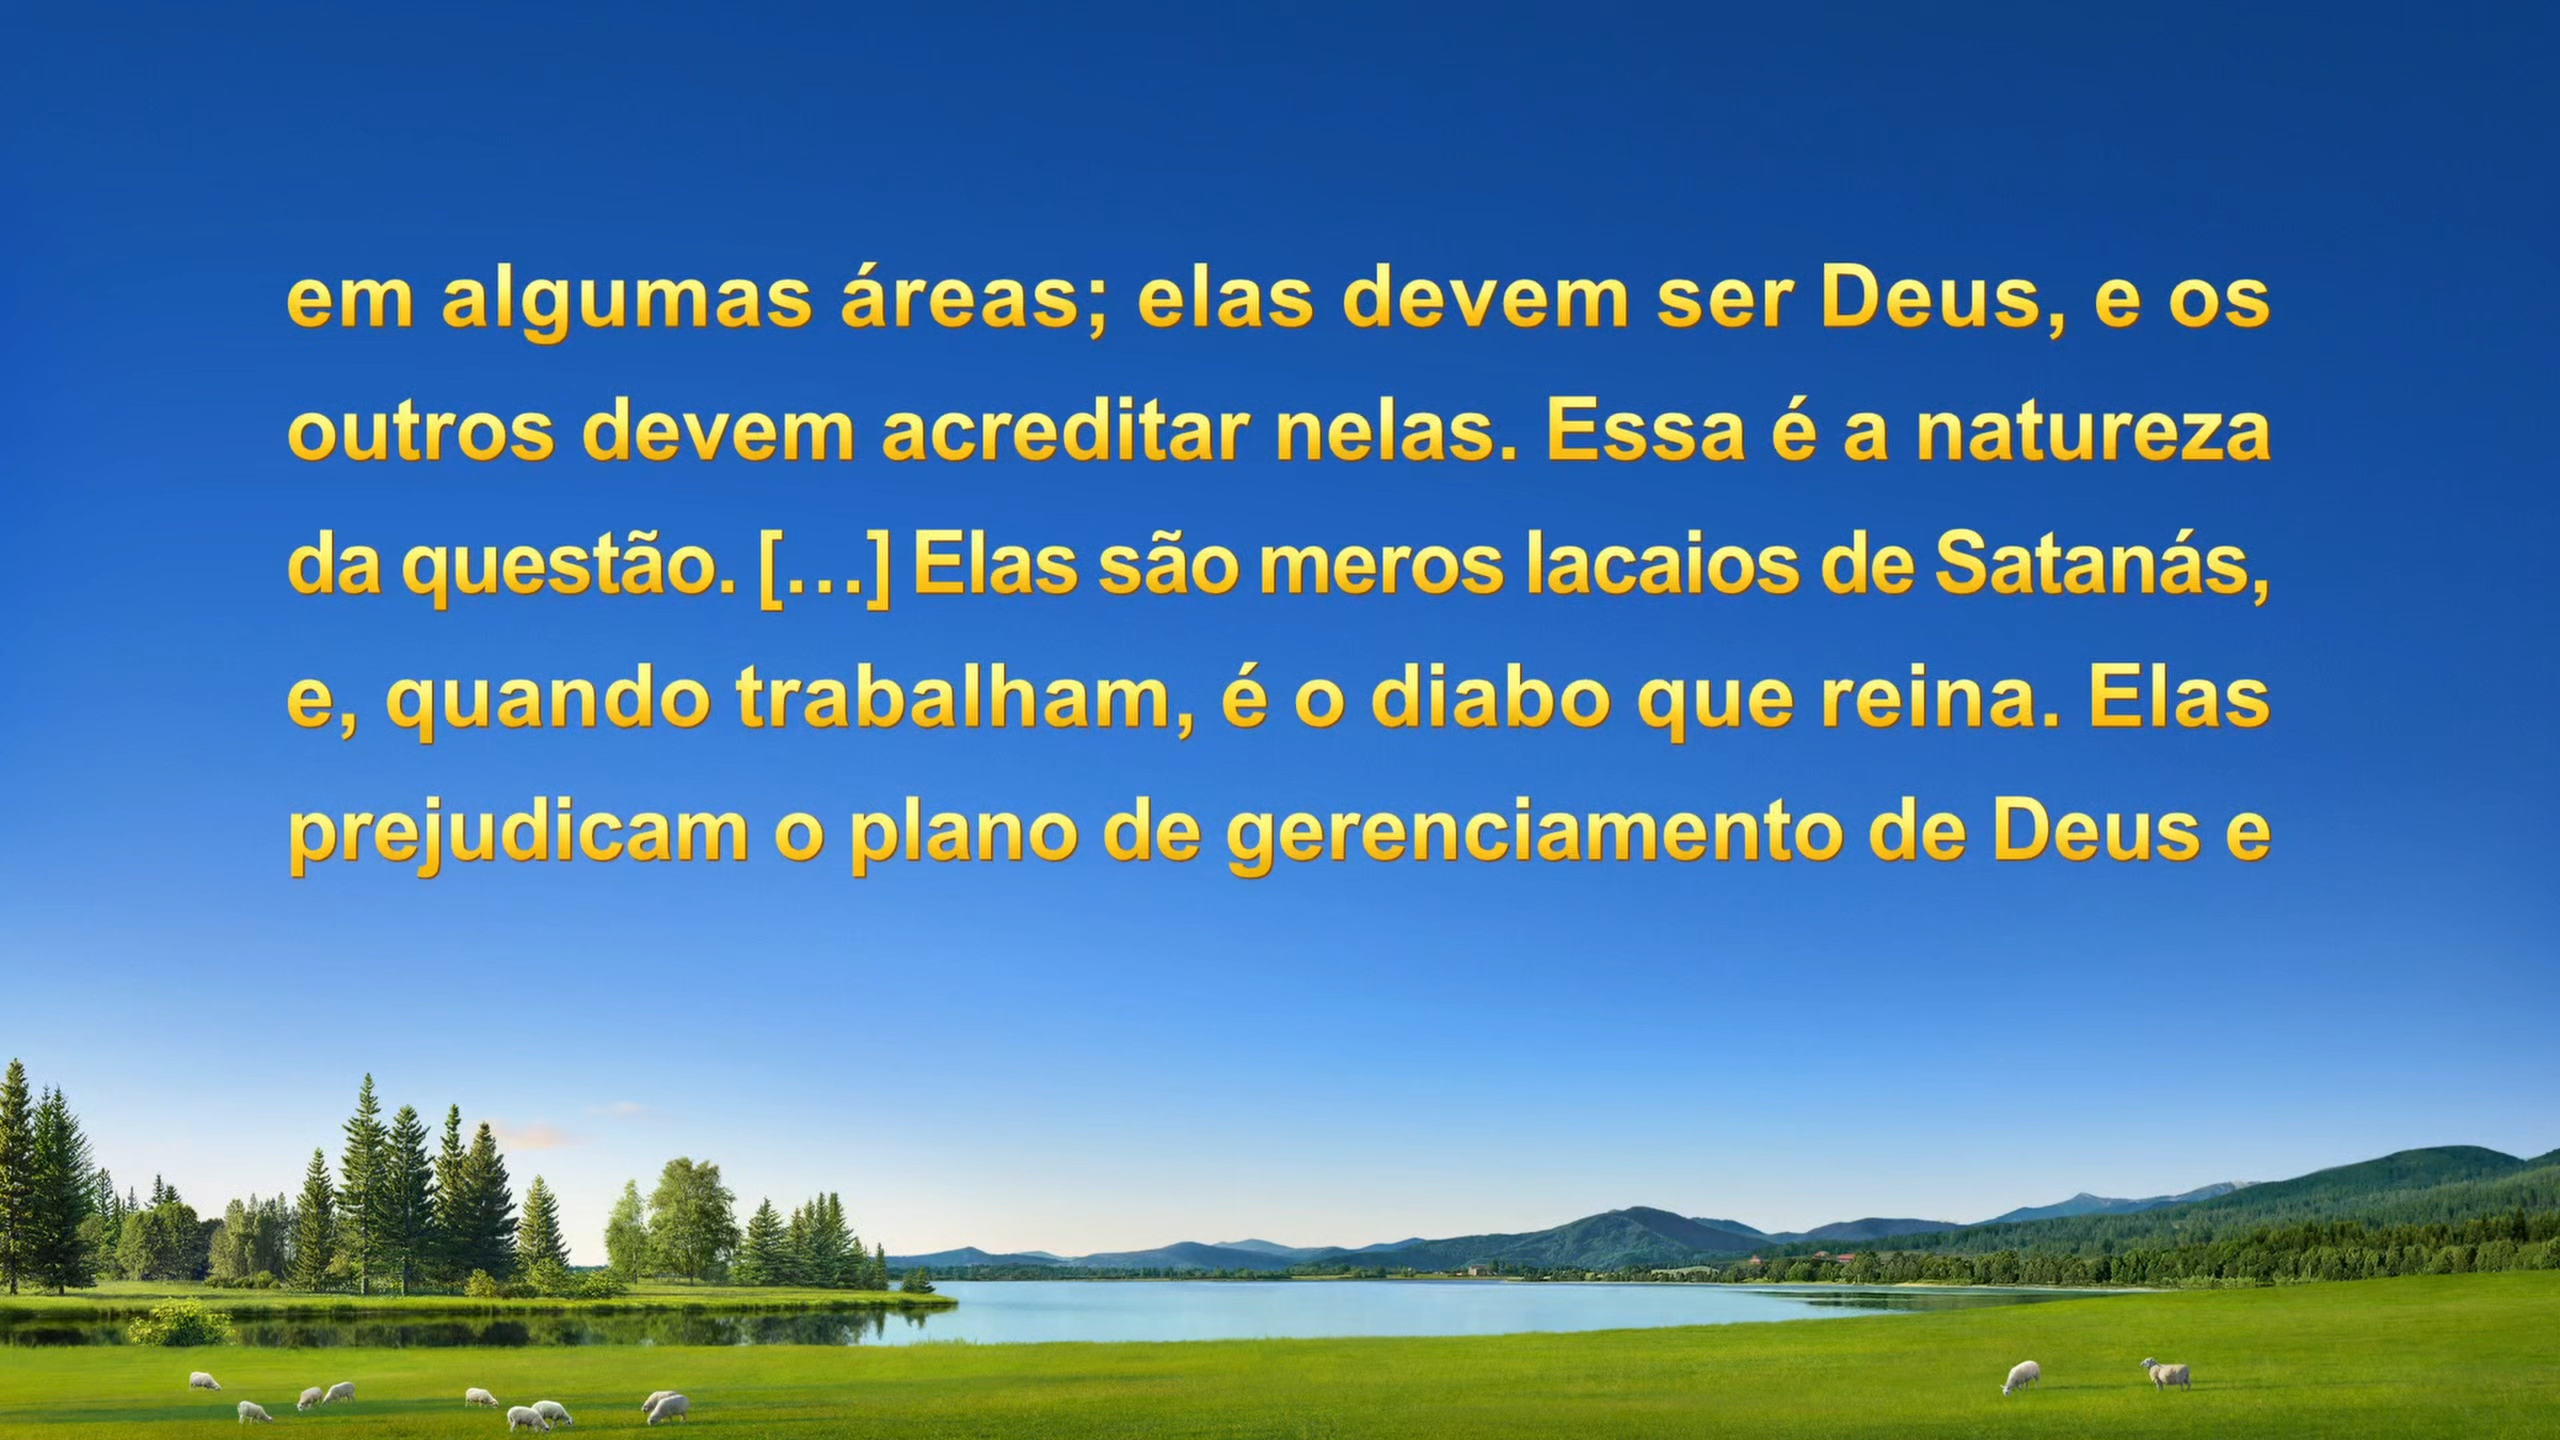 em algumas áreas; elas devem ser Deus, e os
outros devem acreditar nelas. Essa é a natureza
da questão. […] Elas são meros lacaios de Satanás,
e, quando trabalham, é o diabo que reina. Elas
prejudicam o plano de gerenciamento de Deus e